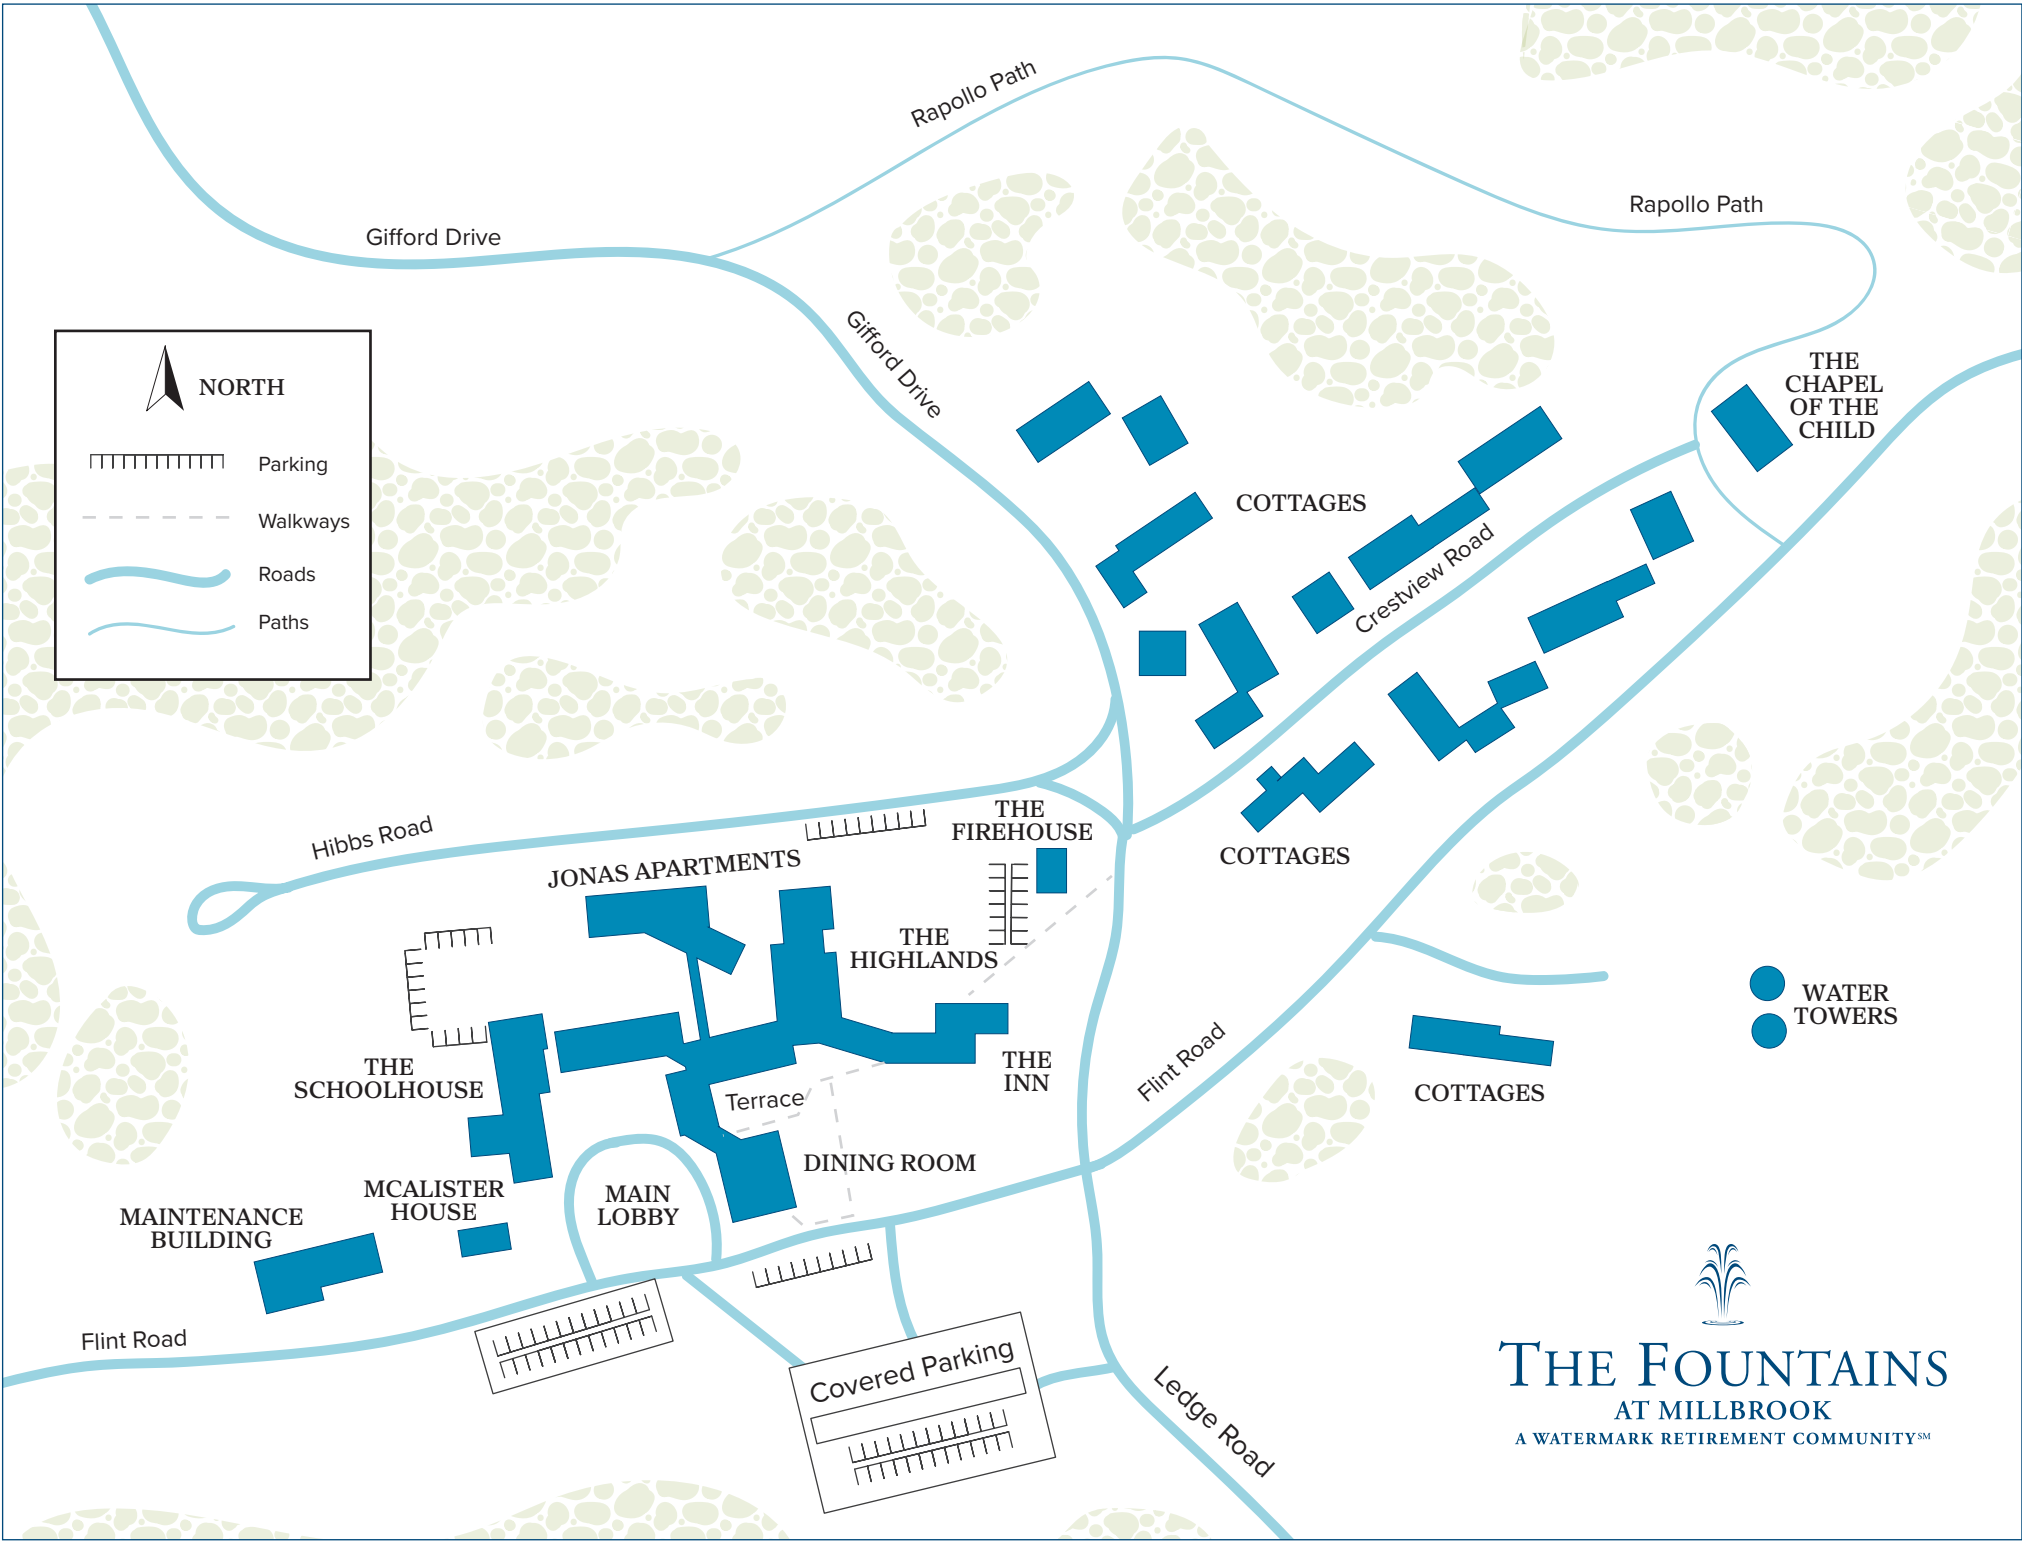 Rapollo Path
Rapollo Path
Gifford Drive
Gifford Drive
NORTH
Parking
Walkways
Roads
Paths
THE
CHAPEL
OF THE
CHILD
COTTAGES
Crestview Road
THE
FIREHOUSE
Hibbs Road
JONAS APARTMENTS
COTTAGES
THE
HIGHLANDS
WATER
TOWERS
THE
SCHOOLHOUSE
THE
INN
Flint Road
COTTAGES
Terrace
DINING ROOM
MCALISTER
HOUSE
MAIN
LOBBY
MAINTENANCE
BUILDING
Flint Road
Covered Parking
Ledge Road
THE FOUNTAINS
AT MILLBROOK
A WATERMARK RETIREMENT COMMUNITY℠